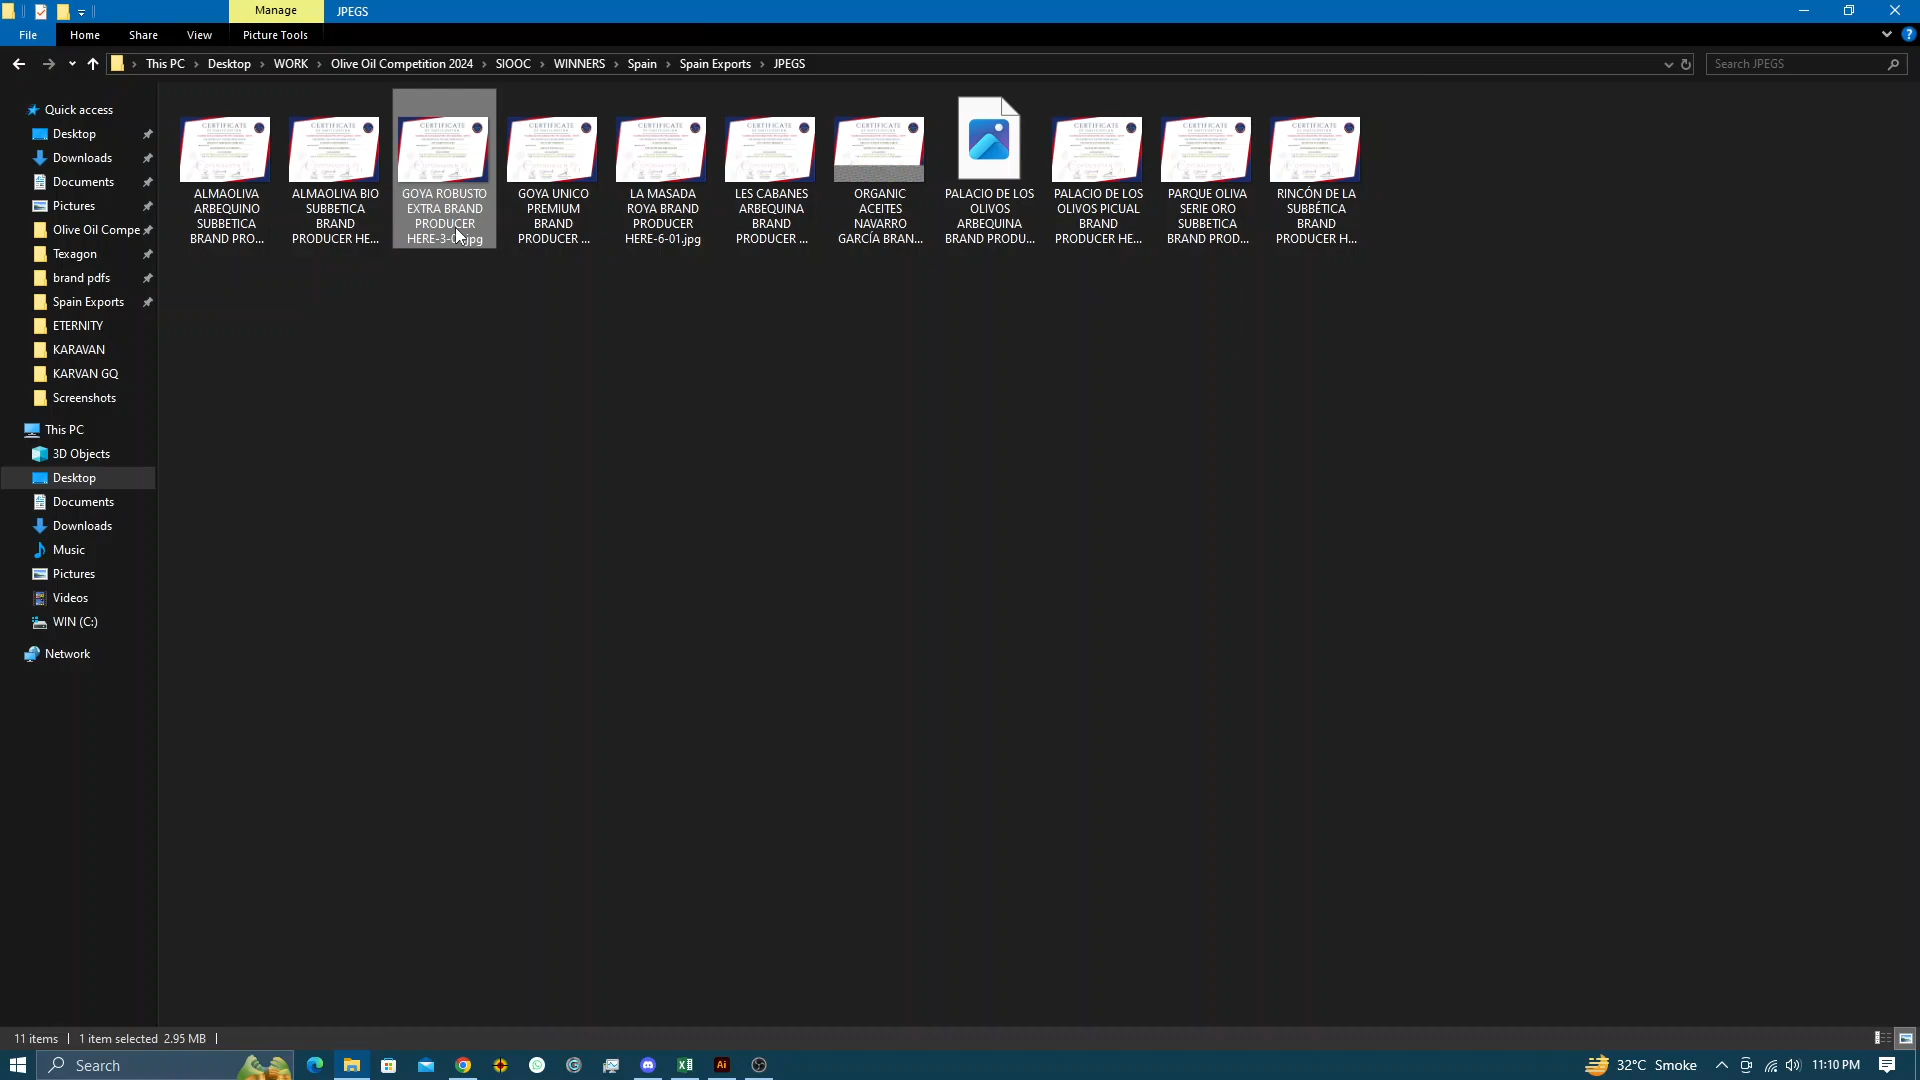 Manage
JPEGS
File
Home
Share
View
Picture Tools
This PC
Desktop
WORK
Olive Oil Competition 2024
SIOOC
WINNERS
Spain
Spain Exports
JPEGS
Search JPEGS
Quick access
Desktop
Downloads
Documents
Pictures
Olive Oil Compe
Texagon
brand pdfs
Spain Exports
ETERNITY
KARAVAN
KARVAN GQ
Screenshots
This PC
3D Objects
Desktop
Documents
Downloads
Music
Pictures
Videos
WIN (C:)
Network
ALMAOLIVA
ARBEQUINO
SUBBETICA
BRAND PRO...
ALMAOLIVA BIO
SUBBETICA
BRAND
PRODUCER HE...
GOYA ROBUSTO
EXTRA BRAND
PRODUCER
GOYA UNICO
PREMIUM
BRAND
PRODUCER ...
LA MASADA
ROYA BRAND
PRODUCER
HERE-6-01.jpg
LES CABANES
ARBEQUINA
BRAND
PRODUCER ...
ORGANIC
ACEITES
NAVARRO
GARCÍA BRAN...
PALACIO DE LOS
OLIVOS
ARBEQUINA
BRAND PRODU...
PALACIO DE LOS
OLIVOS PICUAL
BRAND
PRODUCER HE...
PARQUE OLIVA
SERIE ORO
SUBBETICA
BRAND PROD...
RINCÓN DE LA
SUBBÉTICA
BRAND
PRODUCER H...
11 items
1 item selected 2.95 MB
Search
32°C Smoke
11:10 PM